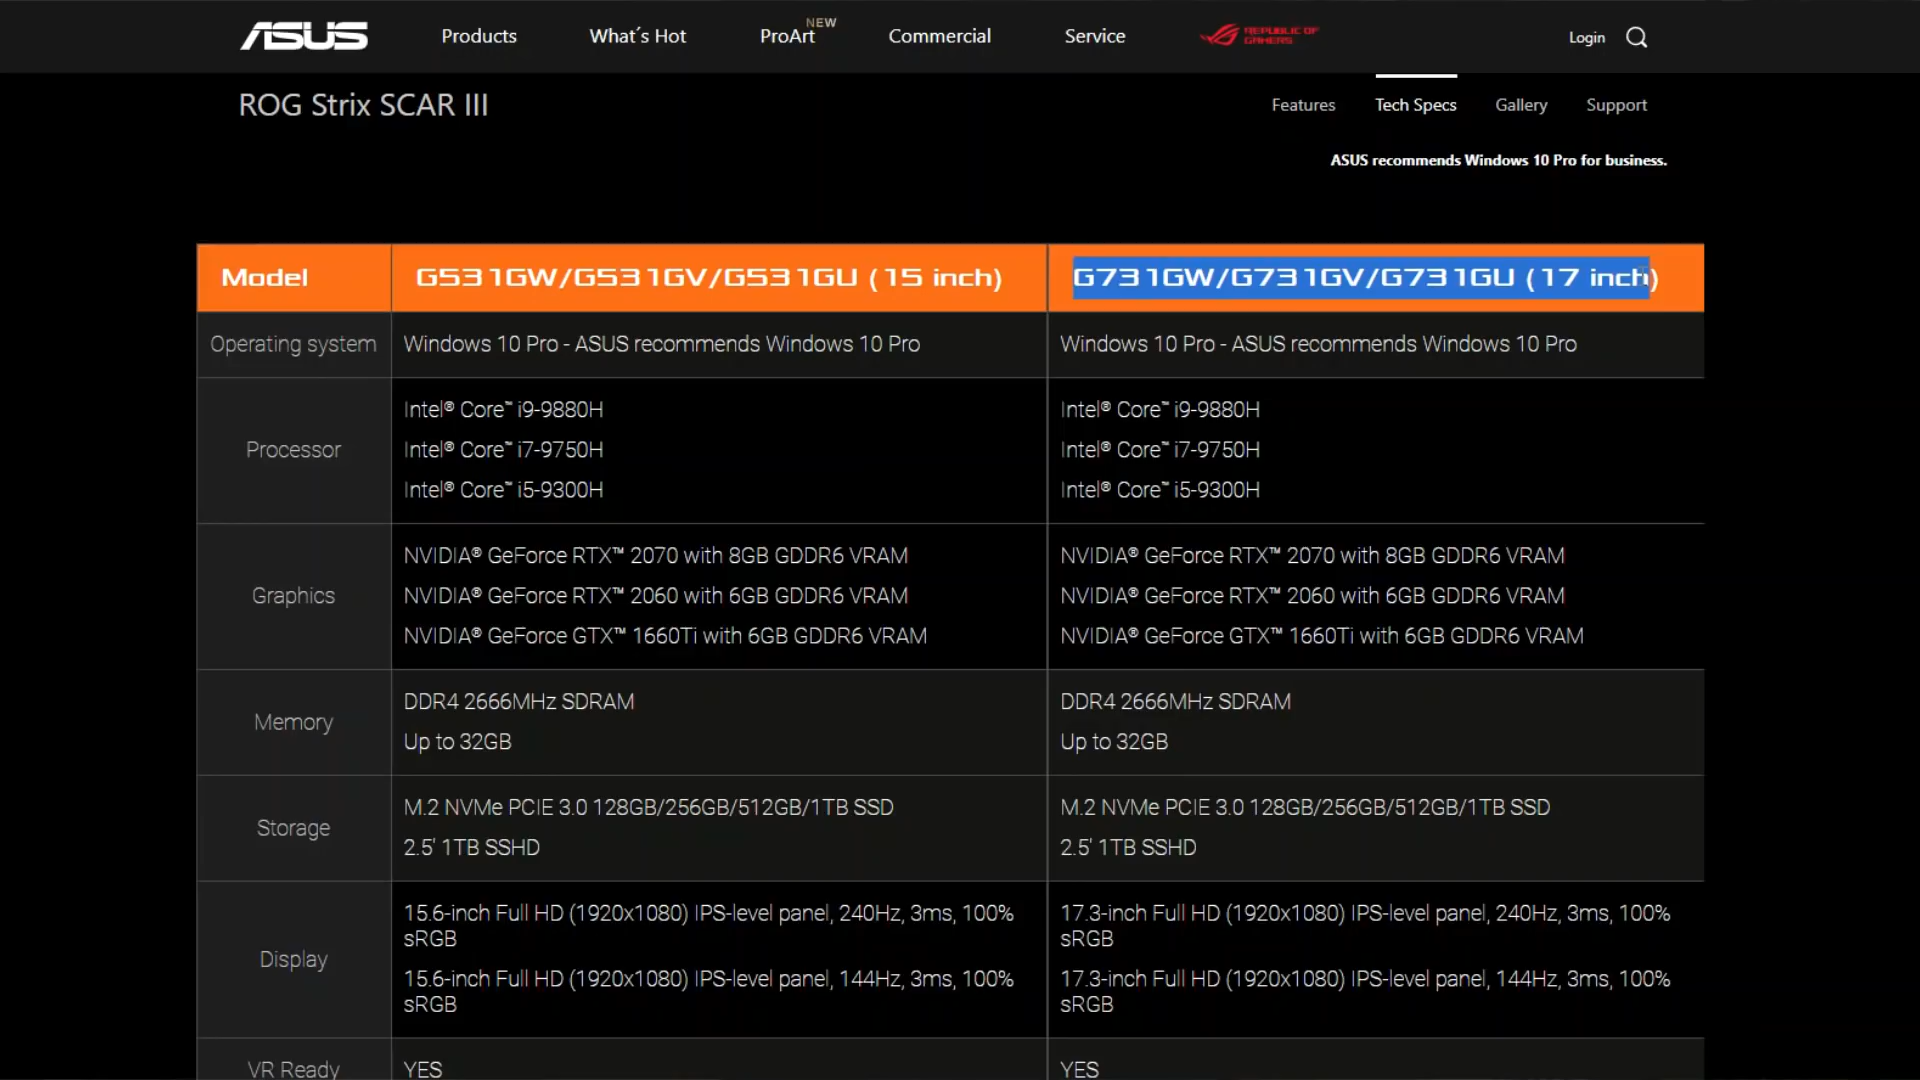 ASUS Products What´s Hot ProArt NEW Commercial Service REPUBLIC OF GAMERS Login
ROG Strix SCAR III Features Tech Specs Gallery Support
ASUS recommends Windows 10 Pro for business.
Model G531GW/G531GV/G531GU (15 inch) G731GW/G731GV/G731GU (17 inch)
Operating system Windows 10 Pro - ASUS recommends Windows 10 Pro Windows 10 Pro - ASUS recommends Windows 10 Pro
Processor
Intel® Core™ i9-9880H
Intel® Core™ i7-9750H
Intel® Core™ i5-9300H
Intel® Core™ i9-9880H
Intel® Core™ i7-9750H
Intel® Core™ i5-9300H
Graphics
NVIDIA® GeForce RTX™ 2070 with 8GB GDDR6 VRAM
NVIDIA® GeForce RTX™ 2060 with 6GB GDDR6 VRAM
NVIDIA® GeForce GTX™ 1660Ti with 6GB GDDR6 VRAM
NVIDIA® GeForce RTX™ 2070 with 8GB GDDR6 VRAM
NVIDIA® GeForce RTX™ 2060 with 6GB GDDR6 VRAM
NVIDIA® GeForce GTX™ 1660Ti with 6GB GDDR6 VRAM
Memory
DDR4 2666MHz SDRAM
Up to 32GB
DDR4 2666MHz SDRAM
Up to 32GB
Storage
M.2 NVMe PCIE 3.0 128GB/256GB/512GB/1TB SSD
2.5' 1TB SSHD
M.2 NVMe PCIE 3.0 128GB/256GB/512GB/1TB SSD
2.5' 1TB SSHD
Display
15.6-inch Full HD (1920x1080) IPS-level panel, 240Hz, 3ms, 100%
sRGB
15.6-inch Full HD (1920x1080) IPS-level panel, 144Hz, 3ms, 100%
sRGB
17.3-inch Full HD (1920x1080) IPS-level panel, 240Hz, 3ms, 100%
sRGB
17.3-inch Full HD (1920x1080) IPS-level panel, 144Hz, 3ms, 100%
sRGB
VR Ready YES YES